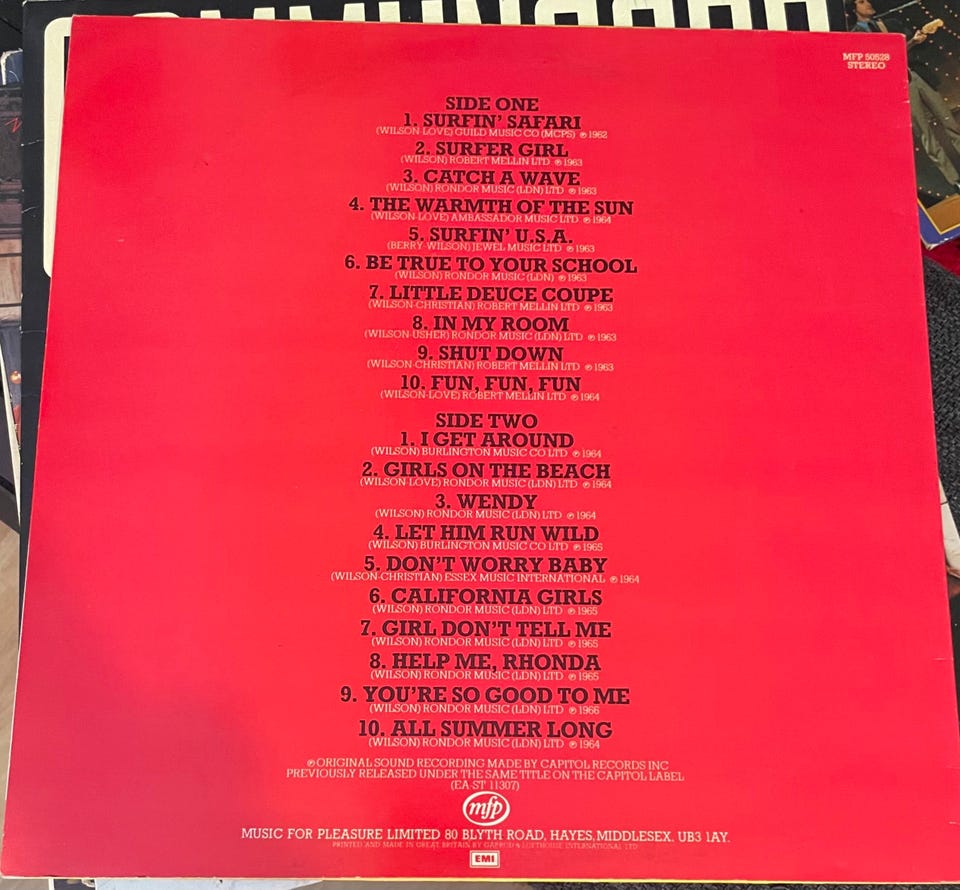 MFP 50528
STEREO
SIDE ONE
1. SURFIN' SAFARI
(WILSON-LOVE) GUILD MUSIC CO (MCPS) ℗ 1962
2. SURFER GIRL
(WILSON) ROBERT MELLIN LTD ℗ 1963
3. CATCH A WAVE
(WILSON) RONDOR MUSIC (LDN) LTD ℗ 1963
4. THE WARMTH OF THE SUN
(WILSON-LOVE) AMBASSADOR MUSIC LTD ℗ 1964
5. SURFIN' U.S.A.
(BERRY-WILSON) JEWEL MUSIC LTD ℗ 1963
6. BE TRUE TO YOUR SCHOOL
(WILSON) RONDOR MUSIC (LDN) ℗ 1963
7. LITTLE DEUCE COUPE
(WILSON-CHRISTIAN) ROBERT MELLIN LTD ℗ 1963
8. IN MY ROOM
(WILSON-USHER) RONDOR MUSIC (LDN) LTD ℗ 1963
9. SHUT DOWN
(WILSON-CHRISTIAN) ROBERT MELLIN LTD ℗ 1963
10. FUN, FUN, FUN
(WILSON-LOVE) ROBERT MELLIN LTD ℗ 1964
SIDE TWO
1. I GET AROUND
(WILSON) BURLINGTON MUSIC CO LTD ℗ 1964
2. GIRLS ON THE BEACH
(WILSON-LOVE) RONDOR MUSIC (LDN) LTD ℗ 1964
3. WENDY
(WILSON) RONDOR MUSIC (LDN) LTD ℗ 1964
4. LET HIM RUN WILD
(WILSON) BURLINGTON MUSIC CO LTD ℗ 1965
5. DON'T WORRY BABY
(WILSON-CHRISTIAN) ESSEX MUSIC INTERNATIONAL ℗ 1964
6. CALIFORNIA GIRLS
(WILSON) RONDOR MUSIC (LDN) LTD ℗ 1965
7. GIRL DON'T TELL ME
(WILSON) RONDOR MUSIC (LDN) LTD ℗ 1965
8. HELP ME, RHONDA
(WILSON) RONDOR MUSIC (LDN) LTD ℗ 1965
9. YOU'RE SO GOOD TO ME
(WILSON) RONDOR MUSIC (LDN) LTD ℗ 1966
10. ALL SUMMER LONG
(WILSON) RONDOR MUSIC (LDN) LTD ℗ 1964
℗ ORIGINAL SOUND RECORDING MADE BY CAPITOL RECORDS INC
PREVIOUSLY RELEASED UNDER THE SAME TITLE ON THE CAPITOL LABEL
(EA-ST 11307)
mfp
MUSIC FOR PLEASURE LIMITED 80 BLYTH ROAD, HAYES, MIDDLESEX. UB3 1AY.
PRINTED AND MADE IN GREAT BRITAIN BY GARROD & LOFTHOUSE INTERNATIONAL LTD
EMI